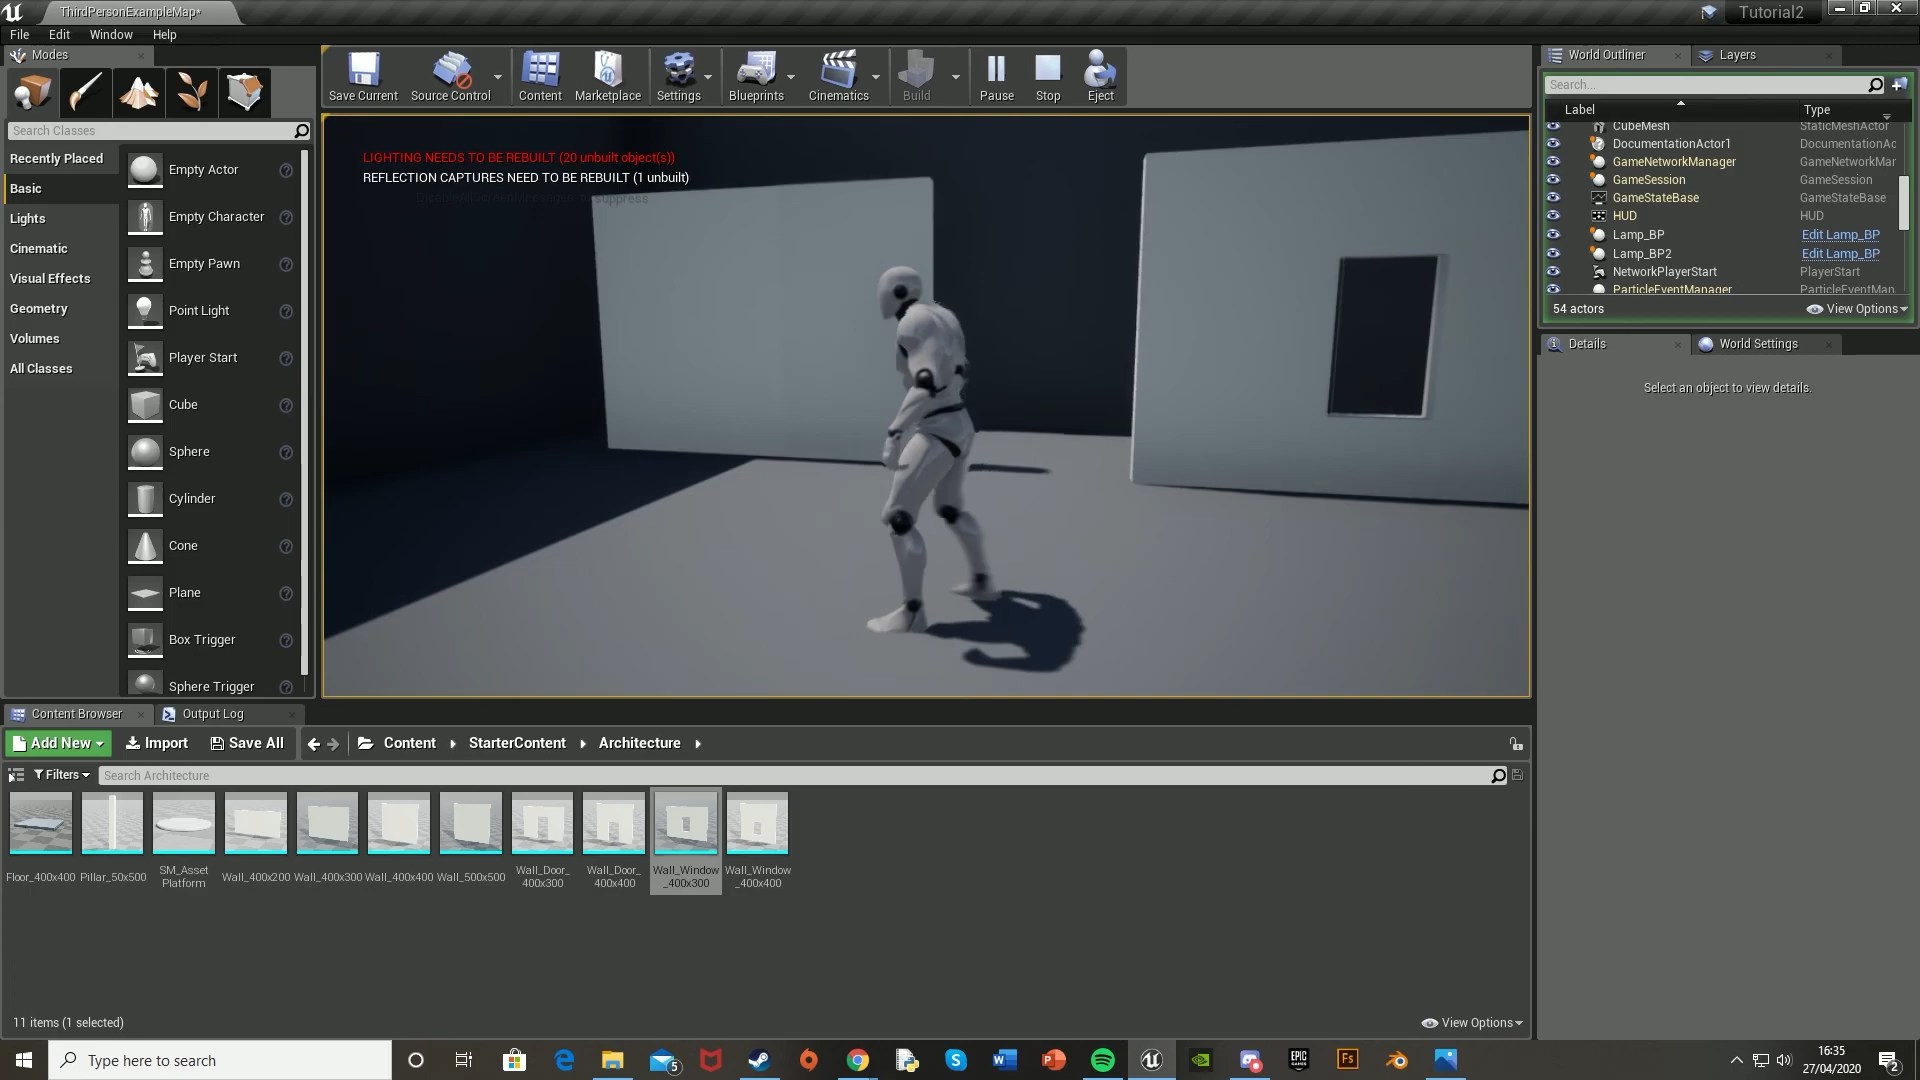 ThirdPersonExampleMap*
Tutorial2
File Edit Window Help
Modes
Save Current Source Control Content Marketplace Settings Blueprints Cinematics Build Pause Stop Eject
World Outliner Layers
Search Classes
Search...
Label Type
Recently Placed
Basic
Lights
Cinematic
Visual Effects
Geometry
Volumes
All Classes
Empty Actor
Empty Character
Empty Pawn
Point Light
Player Start
Cube
Sphere
Cylinder
Cone
Plane
Box Trigger
Sphere Trigger
LIGHTING NEEDS TO BE REBUILT (20 unbuilt object(s))
REFLECTION CAPTURES NEED TO BE REBUILT (1 unbuilt)
suppress
CubeMesh StaticMeshActor
DocumentationActor1 DocumentationAc
GameNetworkManager GameNetworkMar
GameSession GameSession
GameStateBase GameStateBase
HUD HUD
Lamp_BP Edit Lamp_BP
Lamp_BP2 Edit Lamp_BP
NetworkPlayerStart PlayerStart
ParticleEventManager ParticleEventMan
54 actors View Options
Details World Settings
Select an object to view details.
Content Browser Output Log
Add New Import Save All Content StarterContent Architecture
Filters Search Architecture
Floor_400x400
Pillar_50x500
SM_Asset
Platform
Wall_400x200
Wall_400x300
Wall_400x400
Wall_500x500
Wall_Door_
400x300
Wall_Door_
400x400
Wall_Window
_400x300
Wall_Window
_400x400
11 items (1 selected)
View Options
Type here to search
5
EPIC
GAMES
Fs
16:35
27/04/2020
2